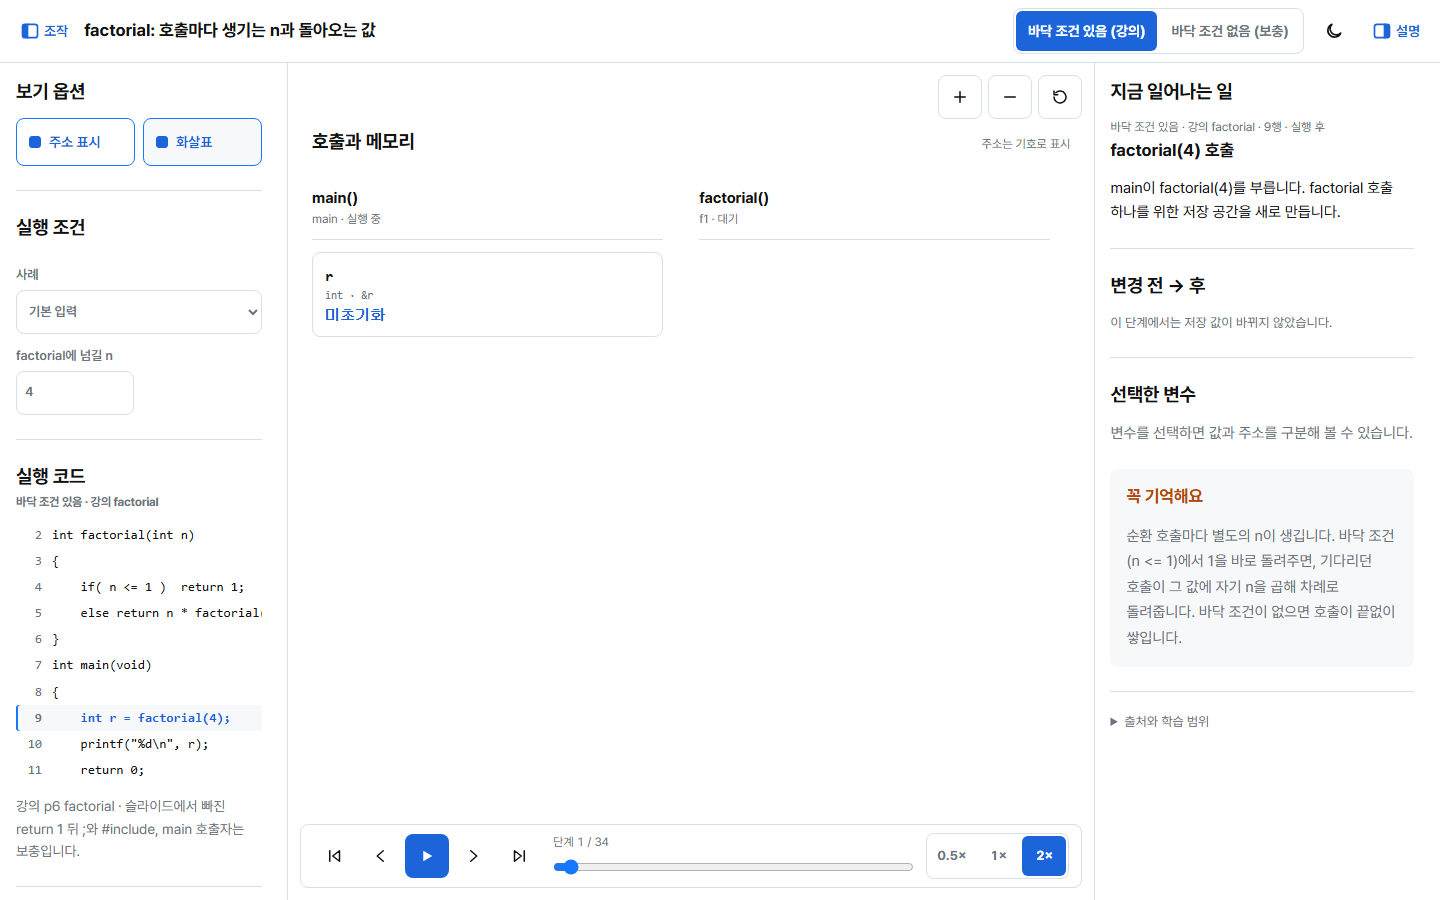 조작
factorial: 호출마다 생기는 n과 돌아오는 값
바닥 조건 있음 (강의)
바닥 조건 없음 (보충)
설명
보기 옵션
주소 표시
화살표
실행 조건
사례
기본 입력
factorial에 넘길 n
4
실행 코드
바닥 조건 있음 · 강의 factorial
2 int factorial(int n)
3 {
4     if( n <= 1 )  return 1;
5     else return n * factorial(
6 }
7 int main(void)
8 {
9     int r = factorial(4);
10     printf("%d\n", r);
11     return 0;
강의 p6 factorial · 슬라이드에서 빠진
return 1 뒤 ;와 #include, main 호출자는
보충입니다.
호출과 메모리
주소는 기호로 표시
main()
main · 실행 중
factorial()
f1 · 대기
r
int · &r
미초기화
단계 1 / 34
0.5×
1×
2×
지금 일어나는 일
바닥 조건 있음 · 강의 factorial · 9행 · 실행 후
factorial(4) 호출
main이 factorial(4)를 부릅니다. factorial 호출
하나를 위한 저장 공간을 새로 만듭니다.
변경 전 → 후
이 단계에서는 저장 값이 바뀌지 않았습니다.
선택한 변수
변수를 선택하면 값과 주소를 구분해 볼 수 있습니다.
꼭 기억해요
순환 호출마다 별도의 n이 생깁니다. 바닥 조건
(n <= 1)에서 1을 바로 돌려주면, 기다리던
호출이 그 값에 자기 n을 곱해 차례로
돌려줍니다. 바닥 조건이 없으면 호출이 끝없이
쌓입니다.
출처와 학습 범위